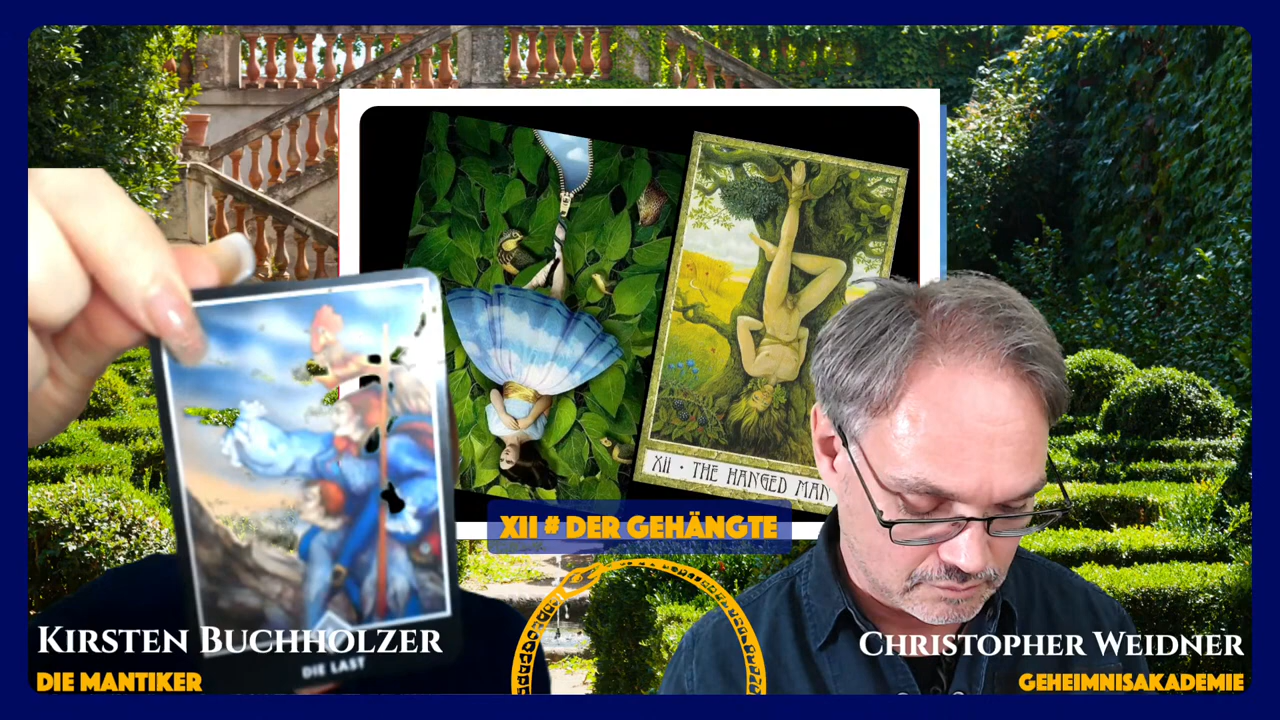 XII • THE HANGED MAN
XII # DER GEHÄNGTE
DIE LAST
KIRSTEN BUCHHOLZER
DIE MANTIKER
CHRISTOPHER WEIDNER
GEHEIMNISAKADEMIE